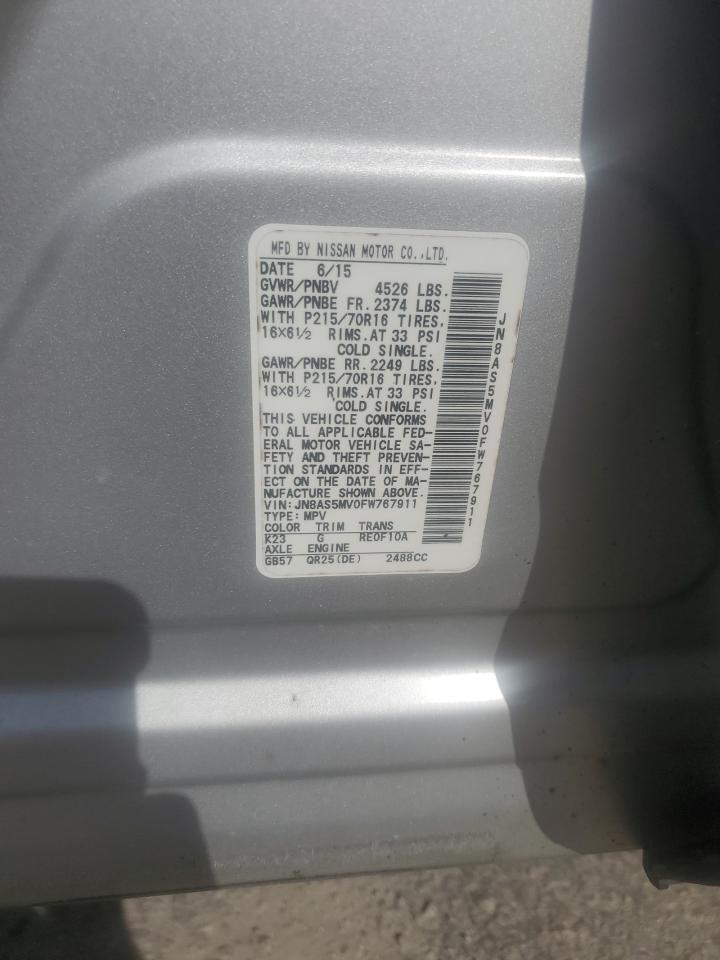 MFD BY NISSAN MOTOR CO.,LTD.
DATE 6/15
GVWR/PNBV 4526 LBS.
GAWR/PNBE FR. 2374 LBS.
WITH P215/70R16 TIRES,
16×6½ RIMS.AT 33 PSI
COLD SINGLE.
GAWR/PNBE RR. 2249 LBS.
WITH P215/70R16 TIRES,
16×6½ RIMS.AT 33 PSI
COLD SINGLE.
THIS VEHICLE CONFORMS
TO ALL APPLICABLE FED-
ERAL MOTOR VEHICLE SA-
FETY AND THEFT PREVEN-
TION STANDARDS IN EFF-
ECT ON THE DATE OF MA-
NUFACTURE SHOWN ABOVE.
VIN:JN8AS5MV0FW767911
TYPE: MPV
COLOR TRIM TRANS
K23 G RE0F10A
AXLE ENGINE
GB57 QR25(DE) 2488CC
JN8AS5MV0FW767911